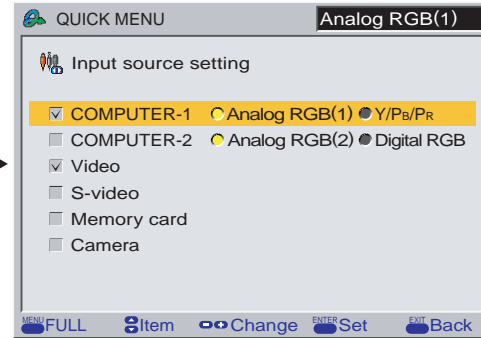 QUICK MENU Analog RGB(1)
Input source setting
COMPUTER-1 Analog RGB(1) Y/PB/PR
COMPUTER-2 Analog RGB(2) Digital RGB
Video
S-video
Memory card
Camera
MENU FULL Item Change ENTER Set EXIT Back